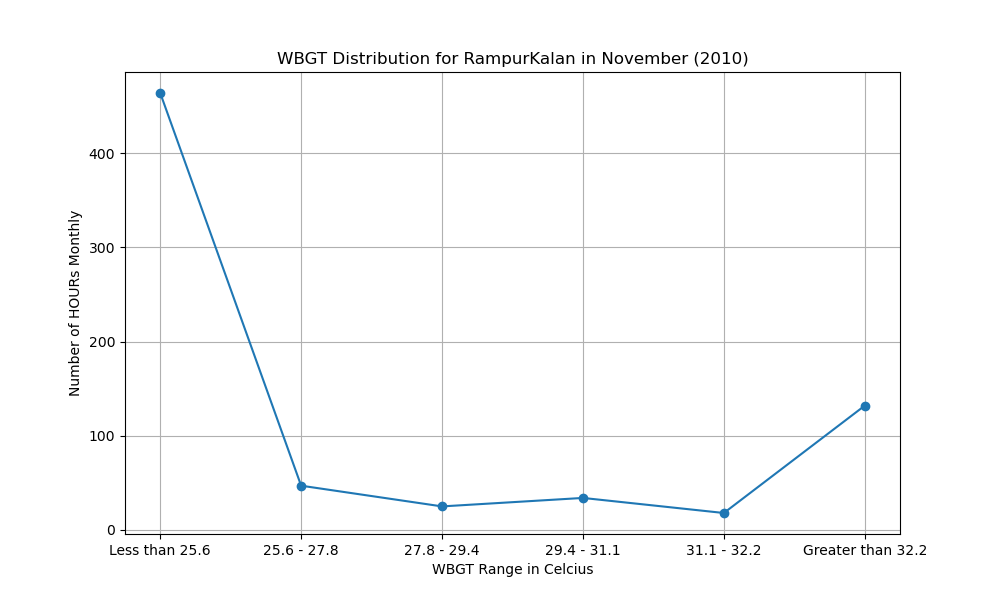 WBGT Distribution for RampurKalan in November (2010)
Number of HOURs Monthly
400
300
200
100
0
Less than 25.6
25.6 - 27.8
27.8 - 29.4
29.4 - 31.1
31.1 - 32.2
Greater than 32.2
WBGT Range in Celcius